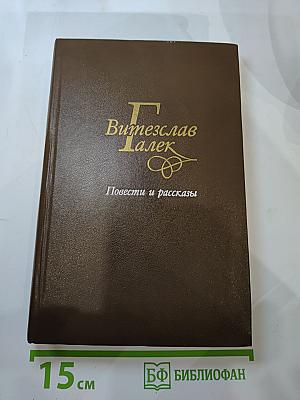 Витезслав
Галек
Повести и рассказы
15 см
БФ БИБЛИОФАН